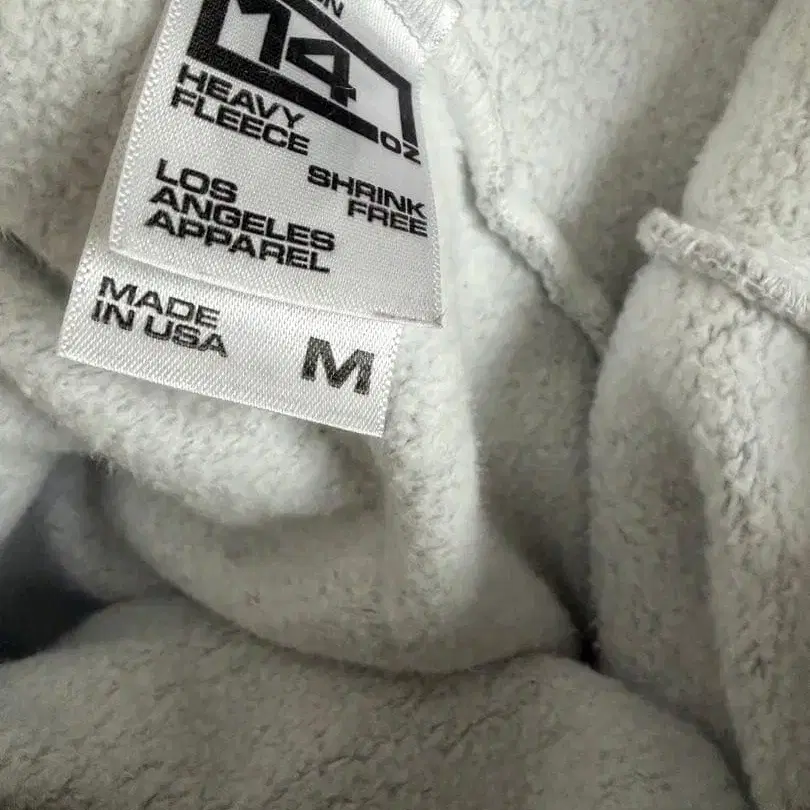 14
HEAVY
FLEECE
OZ
SHRINK
FREE
LOS
ANGELES
APPAREL
MADE
IN USA
M